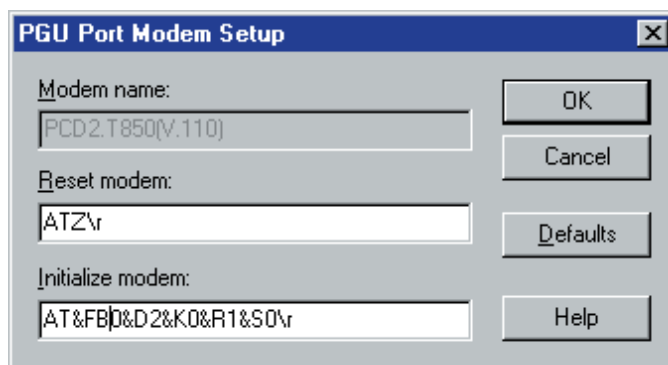 PGU Port Modem Setup
Modem name:
PCD2.T850(V.110)
Reset modem:
ATZ\r
Initialize modem:
AT&FB0&D2&K0&R1&S0\r
OK
Cancel
Defaults
Help